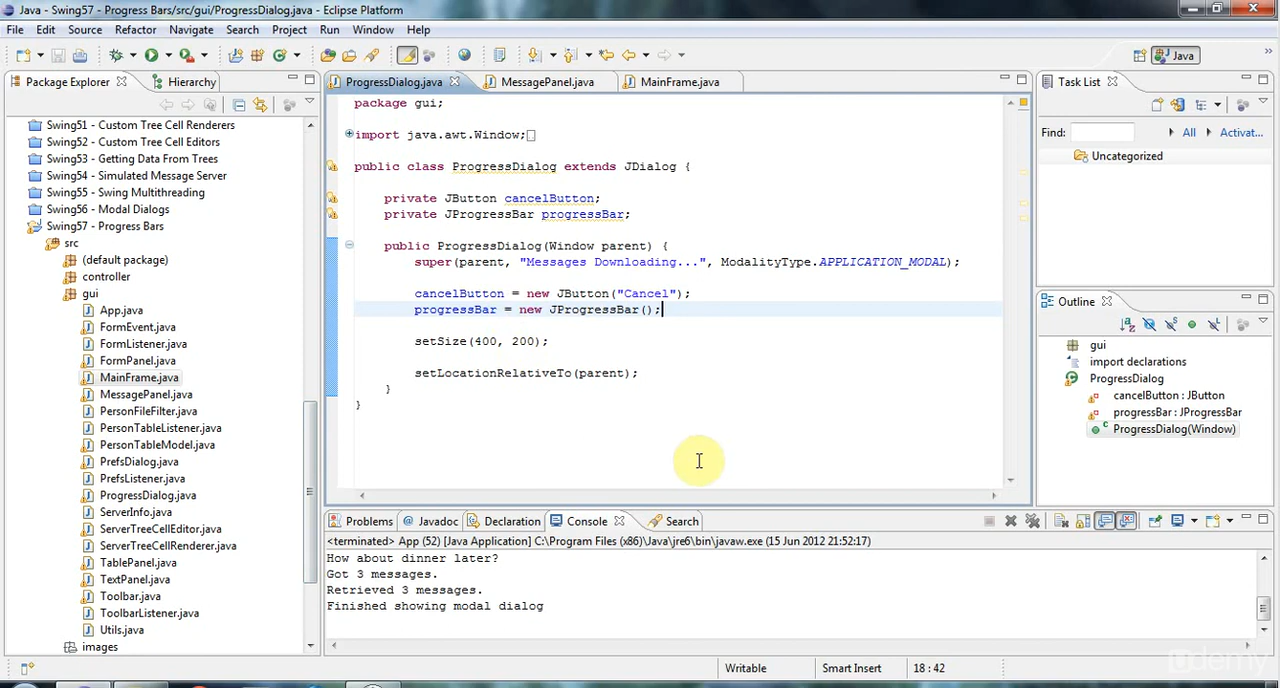 Java - Swing57 - Progress Bars/src/gui/ProgressDialog.java - Eclipse Platform
File Edit Source Refactor Navigate Search Project Run Window Help
Java
Package Explorer Hierarchy
Swing51 - Custom Tree Cell Renderers
Swing52 - Custom Tree Cell Editors
Swing53 - Getting Data From Trees
Swing54 - Simulated Message Server
Swing55 - Swing Multithreading
Swing56 - Modal Dialogs
Swing57 - Progress Bars
src
(default package)
controller
gui
App.java
FormEvent.java
FormListener.java
FormPanel.java
MainFrame.java
MessagePanel.java
PersonFileFilter.java
PersonTableListener.java
PersonTableModel.java
PrefsDialog.java
PrefsListener.java
ProgressDialog.java
ServerInfo.java
ServerTreeCellEditor.java
ServerTreeCellRenderer.java
TablePanel.java
TextPanel.java
Toolbar.java
ToolbarListener.java
Utils.java
images
ProgressDialog.java MessagePanel.java MainFrame.java
package gui;
import java.awt.Window;
public class ProgressDialog extends JDialog {
private JButton cancelButton;
private JProgressBar progressBar;
public ProgressDialog(Window parent) {
super(parent, "Messages Downloading...", ModalityType.APPLICATION_MODAL);
cancelButton = new JButton("Cancel");
progressBar = new JProgressBar();
setSize(400, 200);
setLocationRelativeTo(parent);
}
}
Task List
Find: All Activat...
Uncategorized
Outline
gui
import declarations
ProgressDialog
cancelButton : JButton
progressBar : JProgressBar
ProgressDialog(Window)
Problems Javadoc Declaration Console Search
<terminated> App (52) [Java Application] C:\Program Files (x86)\Java\jre6\bin\javaw.exe (15 Jun 2012 21:52:17)
How about dinner later?
Got 3 messages.
Retrieved 3 messages.
Finished showing modal dialog
Writable Smart Insert 18 : 42
udemy